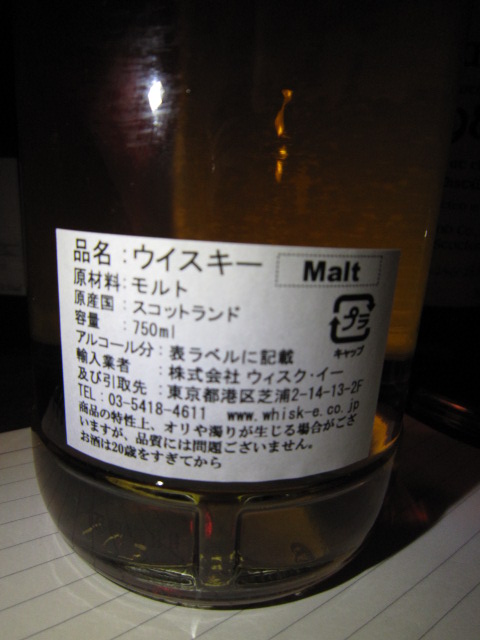 品名：ウイスキー Malt
原材料：モルト
原産国：スコットランド
容量：750ml
プラ
キャップ
アルコール分：表ラベルに記載
輸入業者：株式会社 ウィスク・イー
及び引取先：東京都港区芝浦2-14-13-2F
TEL：03-5418-4611 www.whisk-e.co.jp
商品の特性上、オリや濁りが生じる場合がござ
いますが、品質には問題ございません。
お酒は20歳をすぎてから